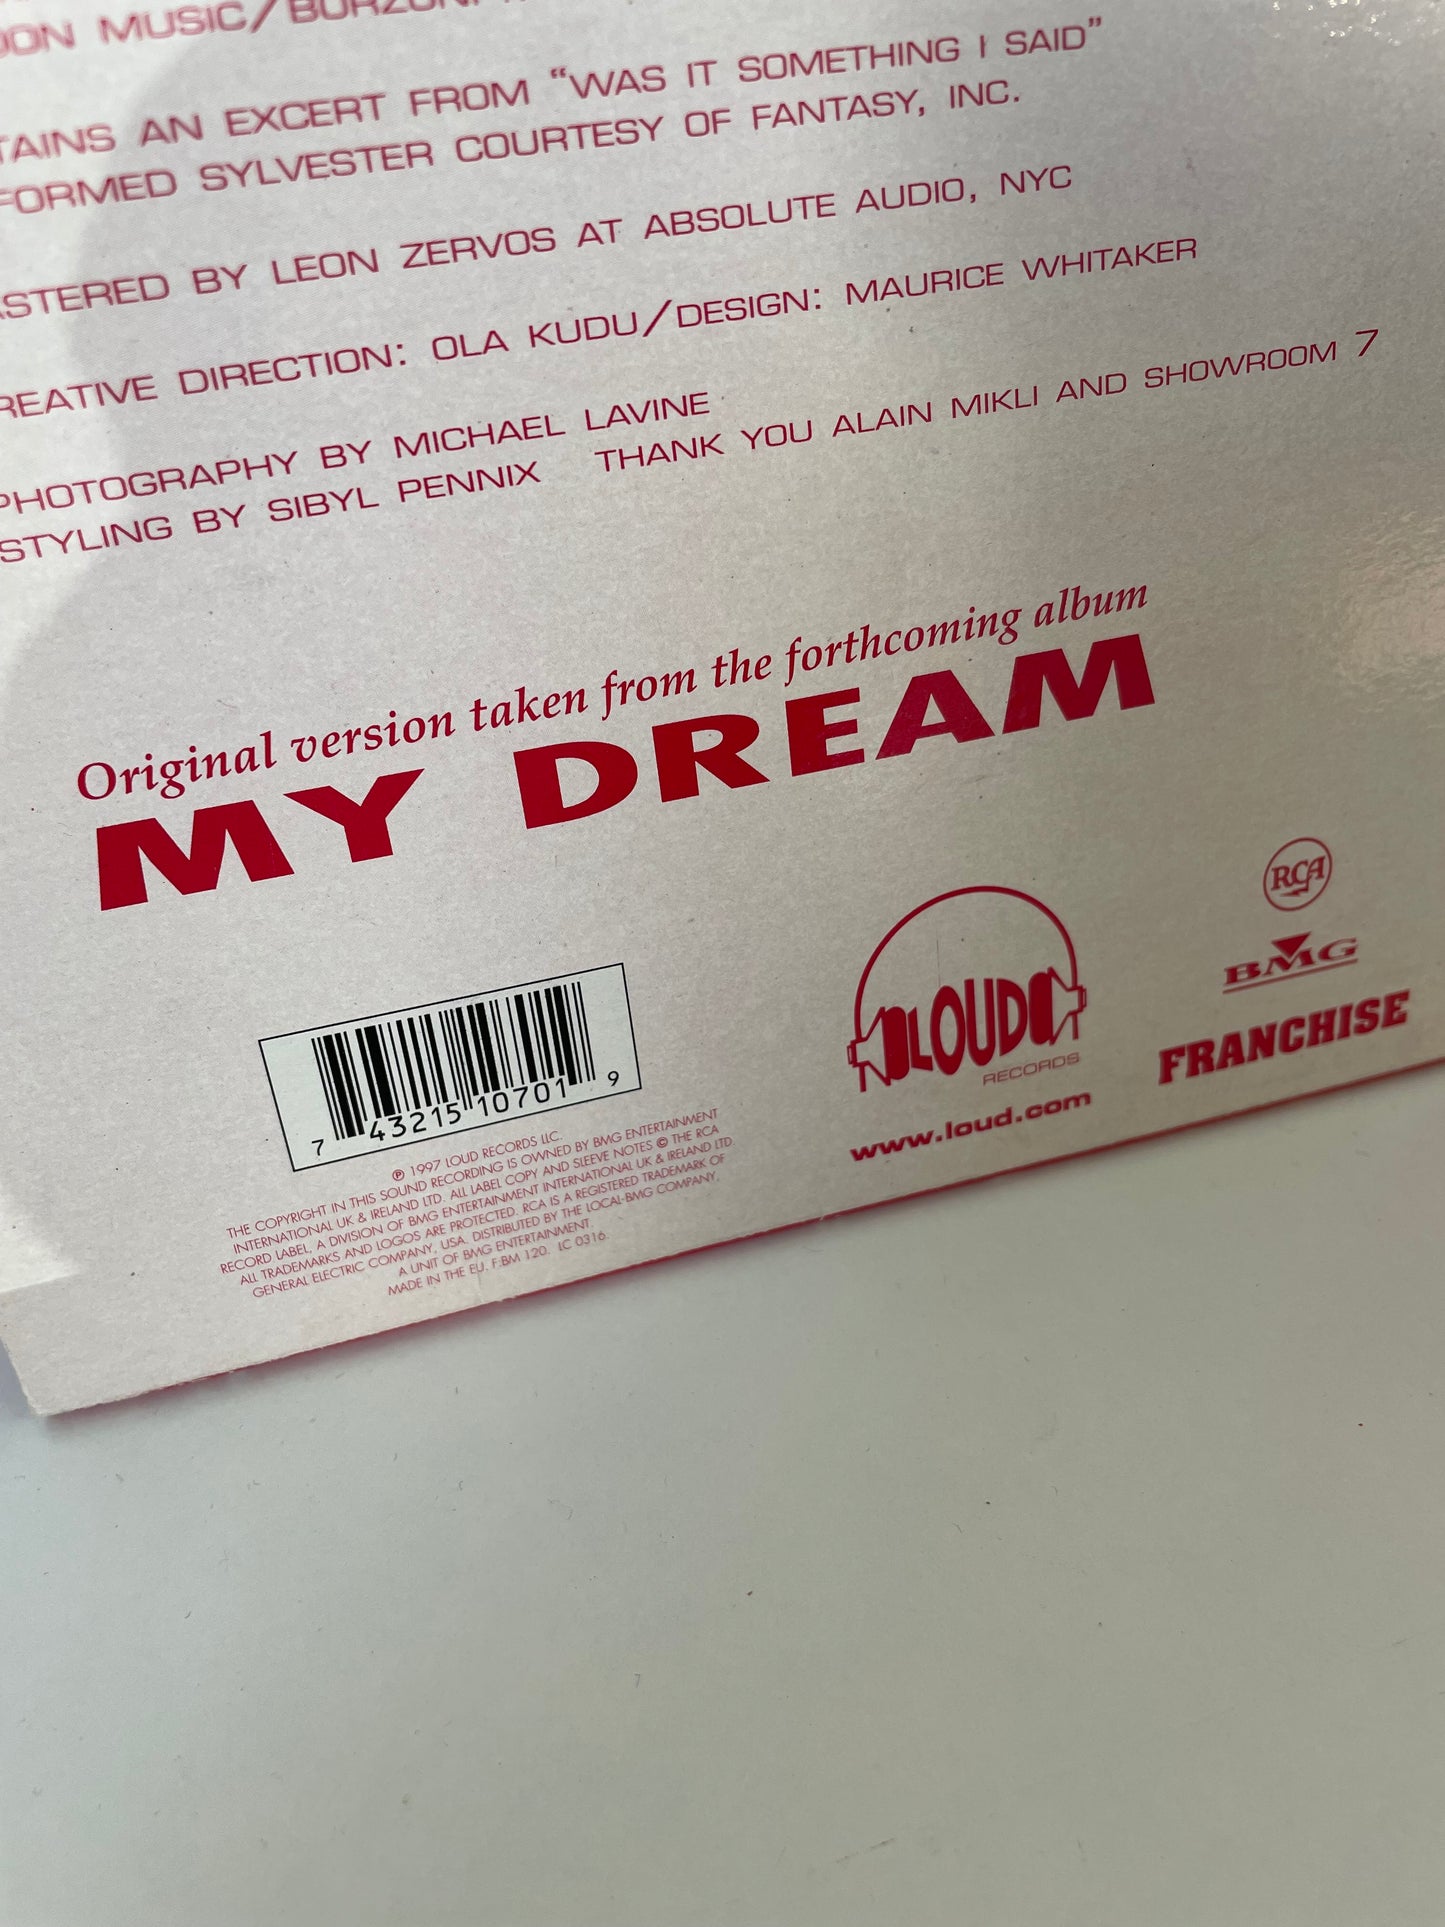 MUSIC/
AN EXCERT FROM “WAS IT SOMETHING I SAID”
SYLVESTER COURTESY OF FANTASY, INC.
BY LEON ZERVOS AT ABSOLUTE AUDIO, NYC
DIRECTION: OLA KUDU/DESIGN: MAURICE WHITAKER
PHOTOGRAPHY BY MICHAEL LAVINE
STYLING BY SIBYL PENNIX THANK YOU ALAIN MIKLI AND SHOWROOM 7
Original version taken from the forthcoming album
MY DREAM
RCA
BMG
FRANCHISE
LOUD
RECORDS
www.loud.com
7 43215 10701 9
℗ 1997 LOUD RECORDS LLC.
THE COPYRIGHT IN THIS SOUND RECORDING IS OWNED BY BMG ENTERTAINMENT
INTERNATIONAL UK & IRELAND LTD. ALL LABEL COPY AND SLEEVE NOTES © THE RCA
RECORD LABEL, A DIVISION OF BMG ENTERTAINMENT INTERNATIONAL UK & IRELAND LTD.
ALL TRADEMARKS AND LOGOS ARE PROTECTED. RCA IS A REGISTERED TRADEMARK OF
GENERAL ELECTRIC COMPANY, USA. DISTRIBUTED BY THE LOCAL-BMG COMPANY,
A UNIT OF BMG ENTERTAINMENT.
MADE IN THE EU. F:BM 120. LC 0316.